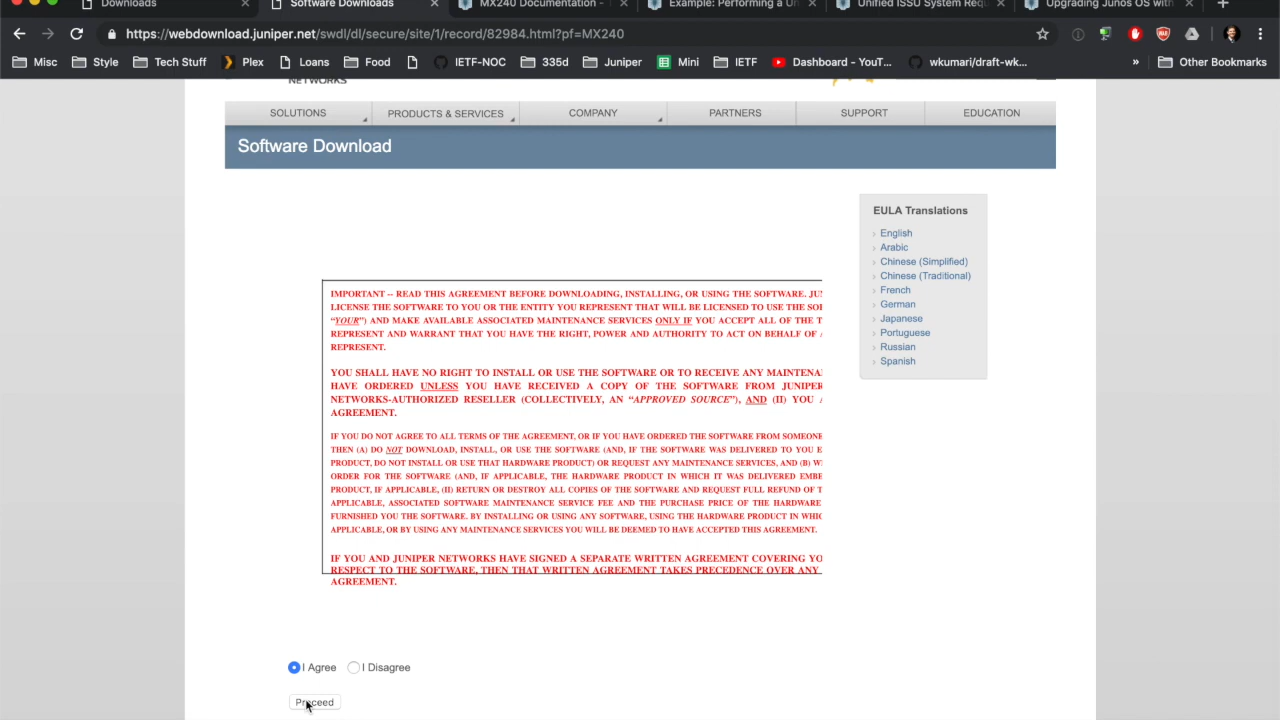 Downloads
Software Downloads
MX240 Documentation -
Example: Performing a Un
Unified ISSU System Requ
Upgrading Junos OS with
https://webdownload.juniper.net/swdl/dl/secure/site/1/record/82984.html?pf=MX240
Misc Style Tech Stuff Plex Loans Food IETF-NOC 335d Juniper Mini IETF Dashboard - YouT... wkumari/draft-wk... » Other Bookmarks
NETWORKS
SOLUTIONS PRODUCTS & SERVICES COMPANY PARTNERS SUPPORT EDUCATION
Software Download
IMPORTANT -- READ THIS AGREEMENT BEFORE DOWNLOADING, INSTALLING, OR USING THE SOFTWARE. JU
LICENSE THE SOFTWARE TO YOU OR THE ENTITY YOU REPRESENT THAT WILL BE LICENSED TO USE THE SO
"YOUR") AND MAKE AVAILABLE ASSOCIATED MAINTENANCE SERVICES ONLY IF YOU ACCEPT ALL OF THE T
REPRESENT AND WARRANT THAT YOU HAVE THE RIGHT, POWER AND AUTHORITY TO ACT ON BEHALF OF
REPRESENT.
YOU SHALL HAVE NO RIGHT TO INSTALL OR USE THE SOFTWARE OR TO RECEIVE ANY MAINTENA
HAVE ORDERED UNLESS YOU HAVE RECEIVED A COPY OF THE SOFTWARE FROM JUNIPER
NETWORKS-AUTHORIZED RESELLER (COLLECTIVELY, AN "APPROVED SOURCE"), AND (II) YOU
AGREEMENT.
IF YOU DO NOT AGREE TO ALL TERMS OF THE AGREEMENT, OR IF YOU HAVE ORDERED THE SOFTWARE FROM SOMEONE
THEN (A) DO NOT DOWNLOAD, INSTALL, OR USE THE SOFTWARE (AND, IF THE SOFTWARE WAS DELIVERED TO YOU E
PRODUCT, DO NOT INSTALL OR USE THAT HARDWARE PRODUCT) OR REQUEST ANY MAINTENANCE SERVICES, AND (B) W
ORDER FOR THE SOFTWARE (AND, IF APPLICABLE, THE HARDWARE PRODUCT IN WHICH IT WAS DELIVERED EMBE
PRODUCT, IF APPLICABLE, (II) RETURN OR DESTROY ALL COPIES OF THE SOFTWARE AND REQUEST FULL REFUND OF T
APPLICABLE, ASSOCIATED SOFTWARE MAINTENANCE SERVICE FEE AND THE PURCHASE PRICE OF THE HARDWARE
FURNISHED YOU THE SOFTWARE. BY INSTALLING OR USING ANY SOFTWARE, USING THE HARDWARE PRODUCT IN WHIC
APPLICABLE, OR BY USING ANY MAINTENANCE SERVICES YOU WILL BE DEEMED TO HAVE ACCEPTED THIS AGREEMENT.
IF YOU AND JUNIPER NETWORKS HAVE SIGNED A SEPARATE WRITTEN AGREEMENT COVERING YO
RESPECT TO THE SOFTWARE, THEN THAT WRITTEN AGREEMENT TAKES PRECEDENCE OVER ANY
AGREEMENT.
I Agree I Disagree
Proceed
EULA Translations
English
Arabic
Chinese (Simplified)
Chinese (Traditional)
French
German
Japanese
Portuguese
Russian
Spanish